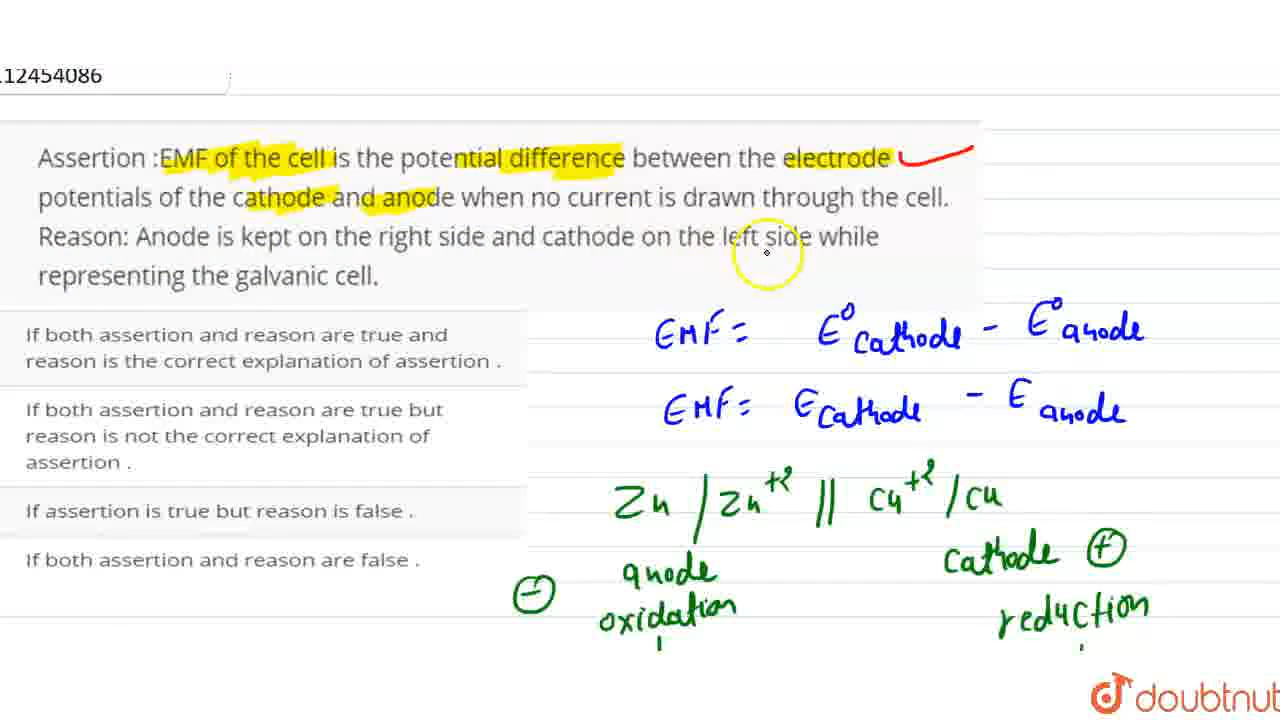 112454086
Assertion :EMF of the cell is the potential difference between the electrode
potentials of the cathode and anode when no current is drawn through the cell.
Reason: Anode is kept on the right side and cathode on the left side while
representing the galvanic cell.
If both assertion and reason are true and
reason is the correct explanation of assertion .
If both assertion and reason are true but
reason is not the correct explanation of
assertion .
If assertion is true but reason is false .
If both assertion and reason are false .
EMF = E° cathode - E° anode
EMF = E cathode - E anode
Zn / Zn+2 || Cu+2 / Cu
anode cathode (+)
(-) oxidation reduction
doubtnut